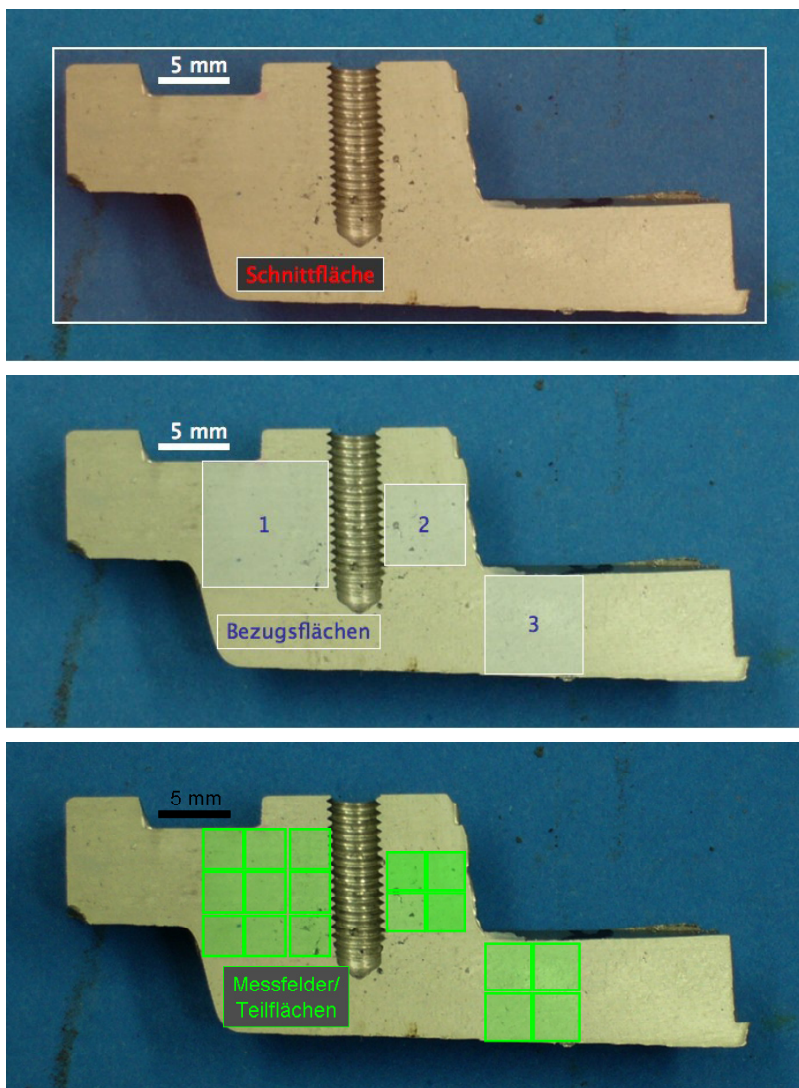 5 mm
Schnittfläche
5 mm
1
2
Bezugsflächen
3
5 mm
Messfelder/
Teilflächen